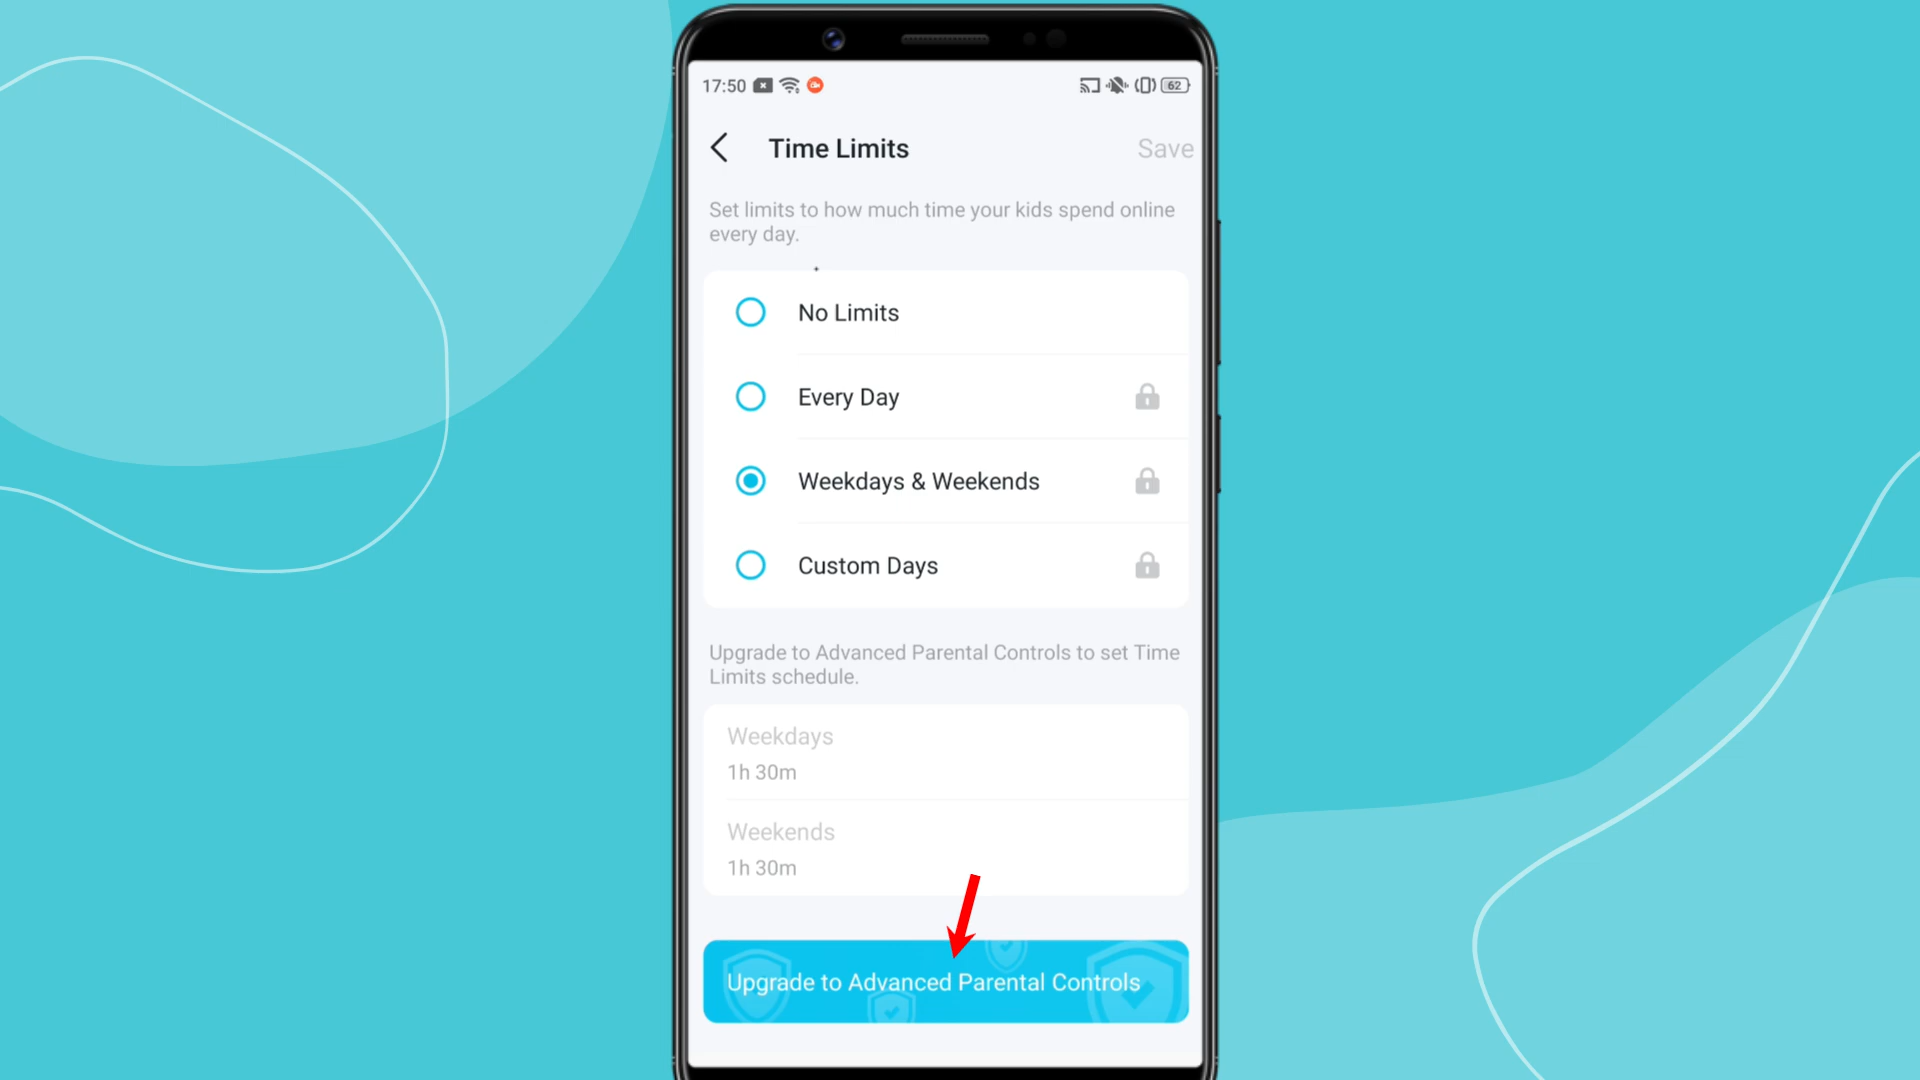 17:50
62
Time Limits
Save
Set limits to how much time your kids spend online
every day.
No Limits
Every Day
Weekdays & Weekends
Custom Days
Upgrade to Advanced Parental Controls to set Time
Limits schedule.
Weekdays
1h 30m
Weekends
1h 30m
Upgrade to Advanced Parental Controls